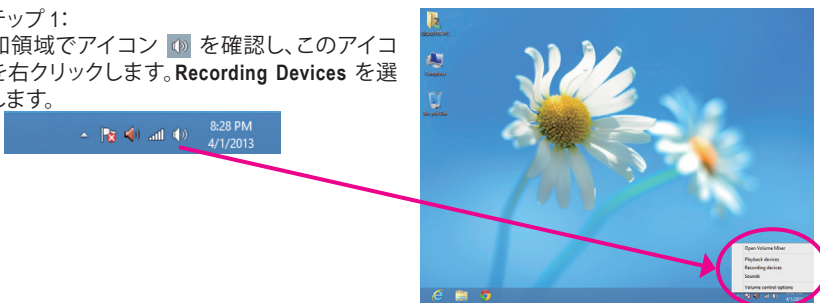 テップ 1:
知領域でアイコン を確認し、このアイコ
を右クリックします。Recording Devices を選
します。
8:28 PM
4/1/2013
Computer
Open Volume Mixer
Playback devices
Recording devices
Sounds
Volume control options